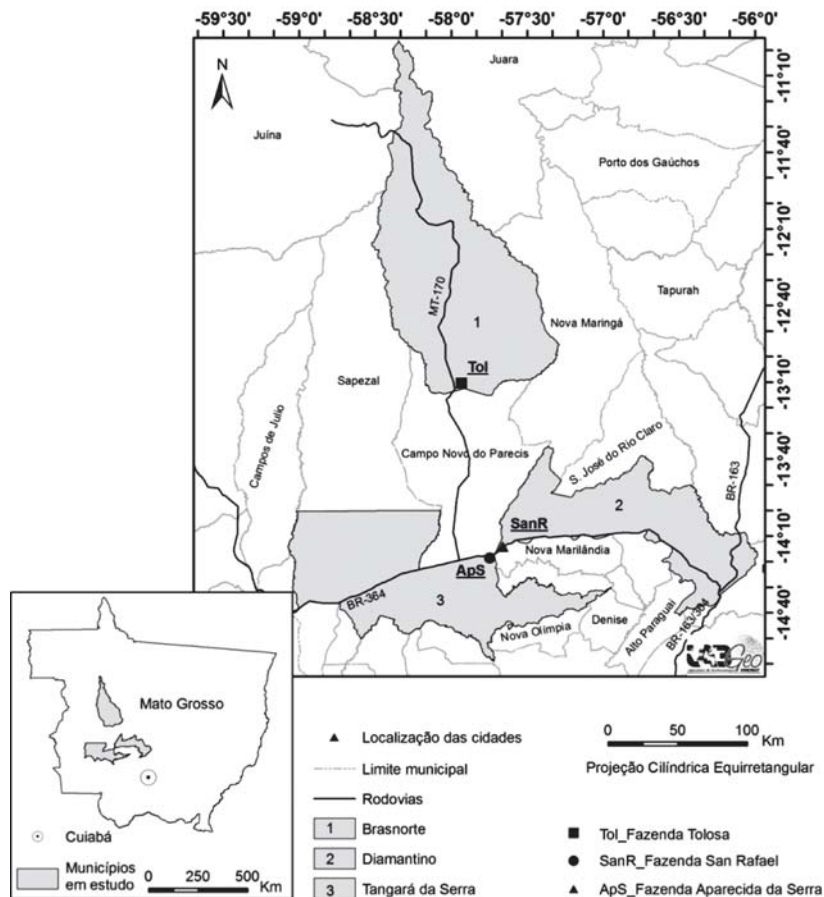 -59°30' -59°0' -58°30' -58°0' -57°30' -57°0' -56°30' -56°0'
N
Juara
Juína
Porto dos Gaúchos
Tapurah
MT-170
1
Nova Maringá
Tol
Sapezal
Campos de Julio
Campo Novo do Parecis
S. José do Rio Claro
BR-163
2
SanR
Nova Marilândia
ApS
BR-364
3
Nova Olímpia
Denise
Alto Paraguai
BR-163/364
Geo
-11°10'
-11°40'
-12°10'
-12°40'
-13°10'
-13°40'
-14°10'
-14°40'
Mato Grosso
Cuiabá
Municípios
em estudo
0 250 500
Km
Localização das cidades
Limite municipal
Rodovias
1 Brasnorte
2 Diamantino
3 Tangará da Serra
0 50 100
Km
Projeção Cilíndrica Equirretangular
Tol_Fazenda Tolosa
SanR_Fazenda San Rafael
ApS_Fazenda Aparecida da Serra